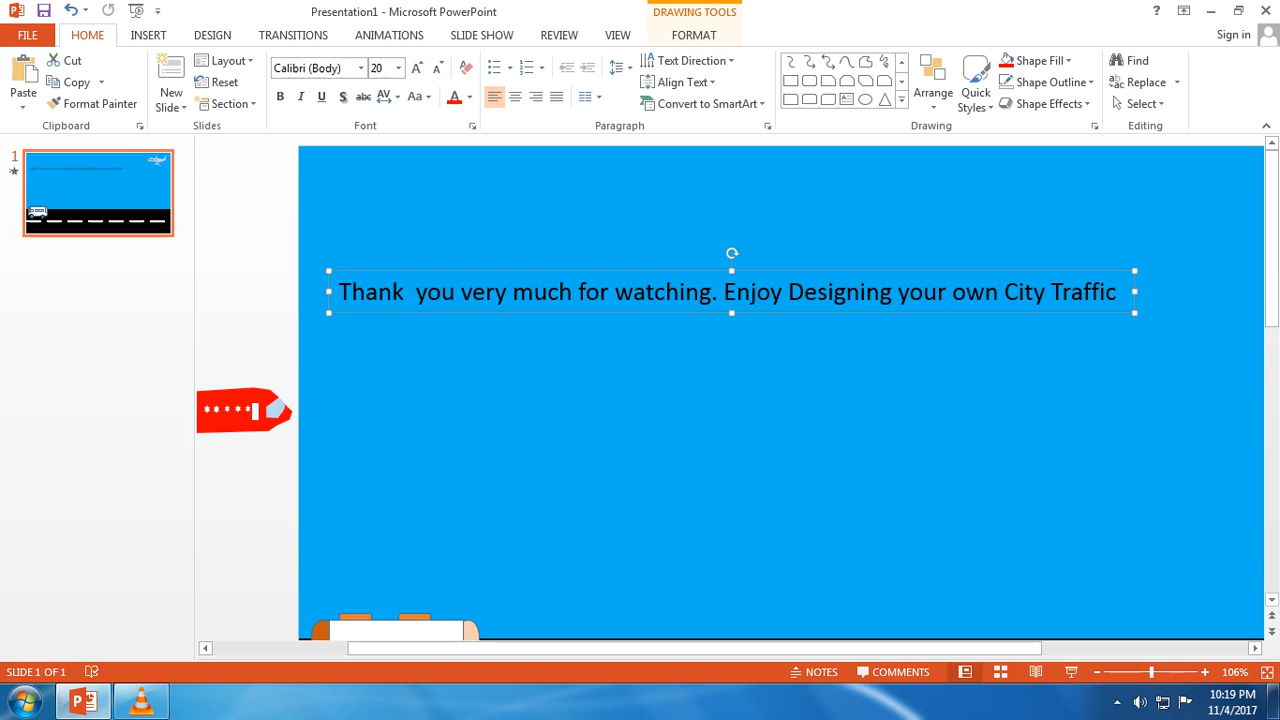 Presentation1 - Microsoft PowerPoint
DRAWING TOOLS
?
FILE
HOME
INSERT
DESIGN
TRANSITIONS
ANIMATIONS
SLIDE SHOW
REVIEW
VIEW
FORMAT
Sign in
Paste
Cut
Copy
Format Painter
Clipboard
New
Slide
Layout
Reset
Section
Slides
Calibri (Body)
20
B I U S abc AV Aa A
Font
Text Direction
Align Text
Convert to SmartArt
Paragraph
Arrange
Quick
Styles
Shape Fill
Shape Outline
Shape Effects
Drawing
Find
Replace
Select
Editing
1
Thank  you very much for watching. Enjoy Designing your own City Traffic
SLIDE 1 OF 1
NOTES
COMMENTS
106%
10:19 PM
11/4/2017